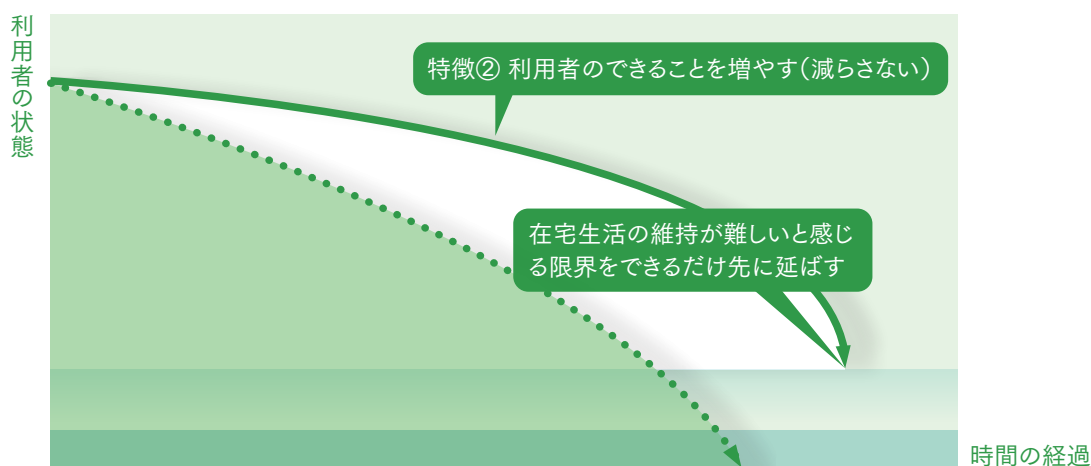 利用者の状態
特徴② 利用者のできることを増やす(減らさない)
在宅生活の維持が難しいと感じ
る限界をできるだけ先に延ばす
時間の経過